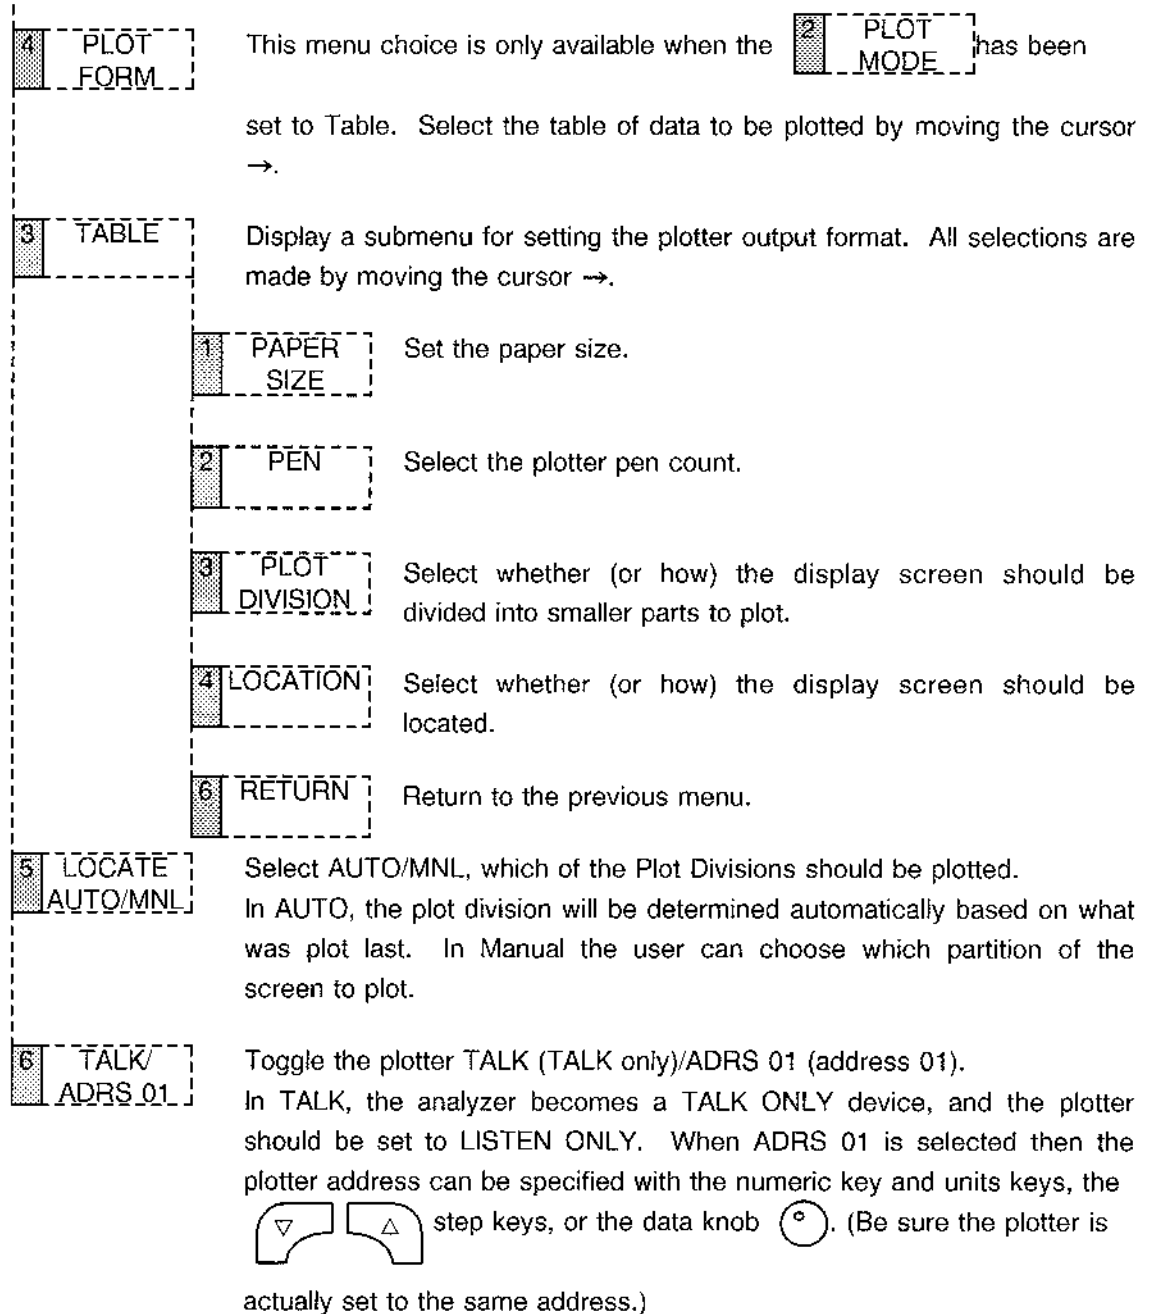 4 PLOT FORM This menu choice is only available when the 2 PLOT MODE has been
set to Table. Select the table of data to be plotted by moving the cursor
→.
3 TABLE Display a submenu for setting the plotter output format. All selections are
made by moving the cursor →.
1 PAPER SIZE Set the paper size.
2 PEN Select the plotter pen count.
3 PLOT DIVISION Select whether (or how) the display screen should be
divided into smaller parts to plot.
4 LOCATION Select whether (or how) the display screen should be
located.
6 RETURN Return to the previous menu.
5 LOCATE AUTO/MNL Select AUTO/MNL, which of the Plot Divisions should be plotted.
In AUTO, the plot division will be determined automatically based on what
was plot last. In Manual the user can choose which partition of the
screen to plot.
6 TALK/ ADRS 01 Toggle the plotter TALK (TALK only)/ADRS 01 (address 01).
In TALK, the analyzer becomes a TALK ONLY device, and the plotter
should be set to LISTEN ONLY. When ADRS 01 is selected then the
plotter address can be specified with the numeric key and units keys, the
▽ △ step keys, or the data knob. (Be sure the plotter is
actually set to the same address.)